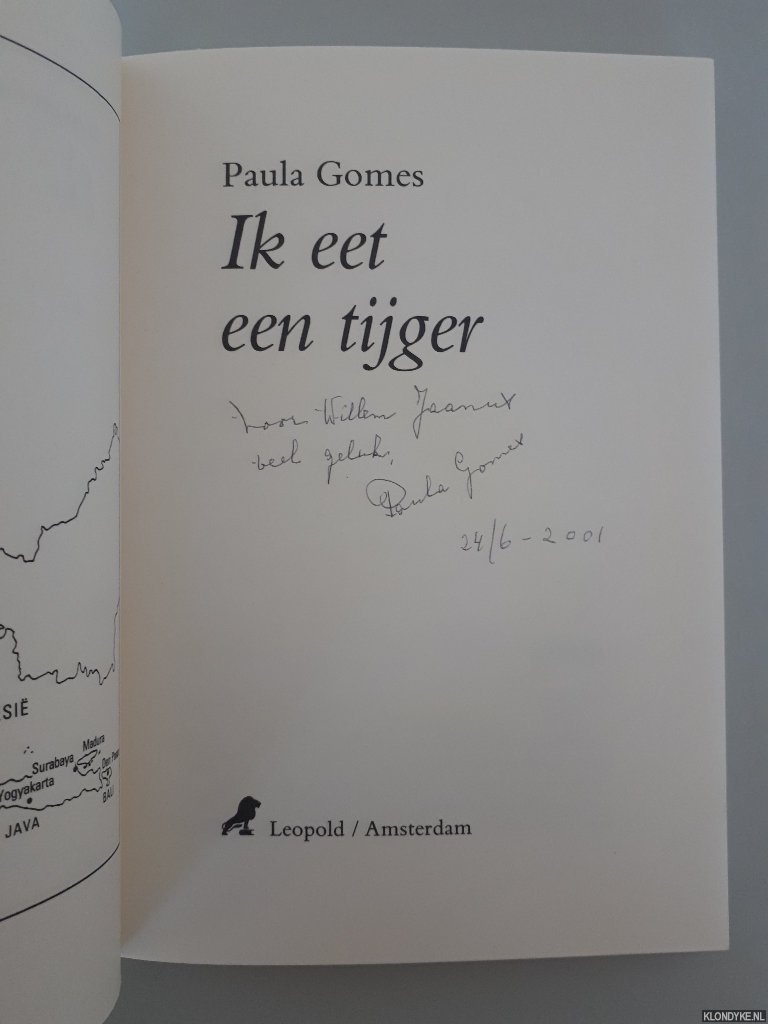 SIË
Surabaya
Madura
Yogyakarta
BALI
JAVA
Paula Gomes
Ik eet
een tijger
voor Willem
veel geluk,
Paula Gomes
24/6 - 2001
Leopold / Amsterdam
KLONDYKE.NL